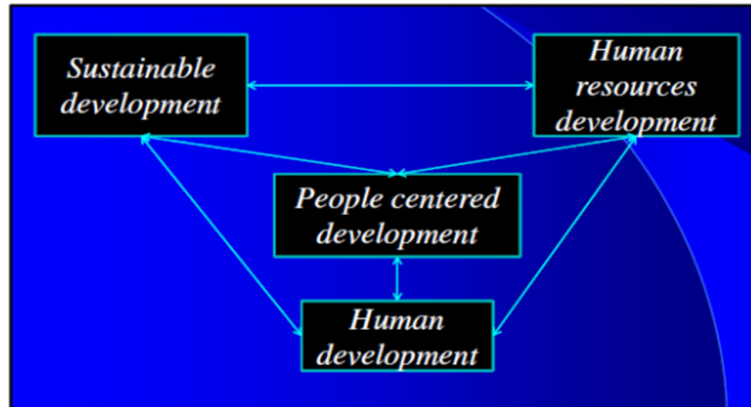 Sustainable
development
Human
resources
development
People centered
development
Human
development